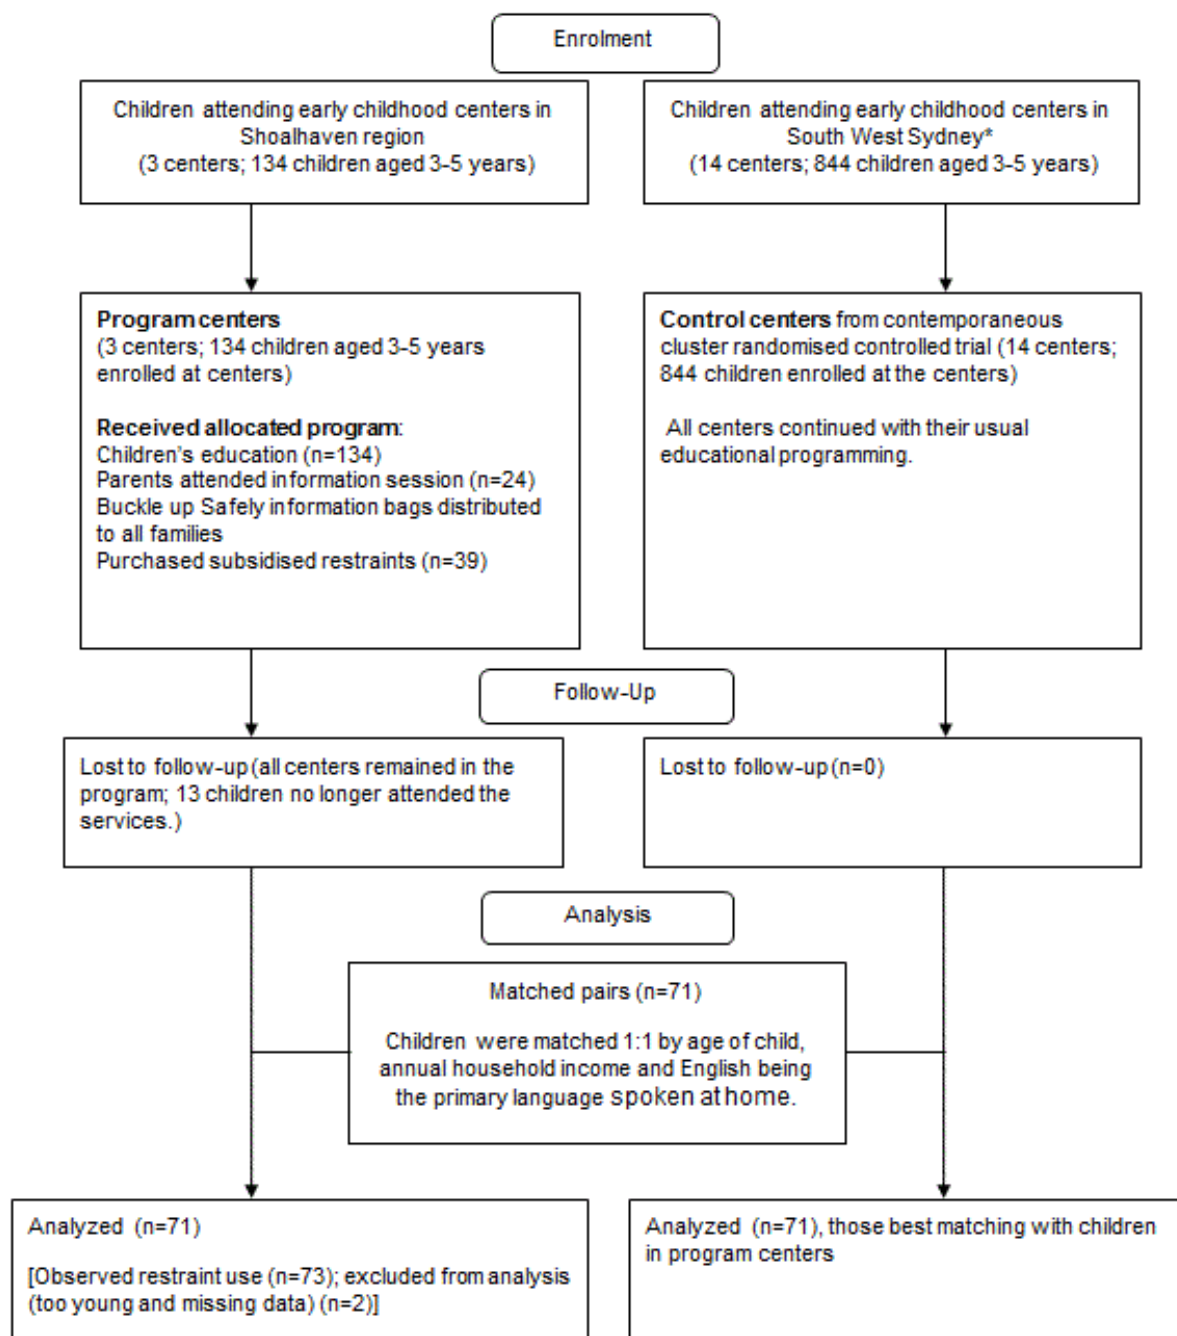 Enrolment
Children attending early childhood centers in
Shoalhaven region
(3 centers; 134 children aged 3-5 years)
Children attending early childhood centers in
South West Sydney*
(14 centers; 844 children aged 3-5 years)
Program centers
(3 centers; 134 children aged 3-5 years
enrolled at centers)
Received allocated program:
Children's education (n=134)
Parents attended information session (n=24)
Buckle up Safely information bags distributed
to all families
Purchased subsidised restraints (n=39)
Control centers from contemporaneous
cluster randomised controlled trial (14 centers;
844 children enrolled at the centers)
All centers continued with their usual
educational programming.
Follow-Up
Lost to follow-up (all centers remained in the
program; 13 children no longer attended the
services.)
Lost to follow-up (n=0)
Analysis
Matched pairs (n=71)
Children were matched 1:1 by age of child,
annual household income and English being
the primary language spoken at home.
Analyzed (n=71)
[Observed restraint use (n=73); excluded from analysis
(too young and missing data) (n=2)]
Analyzed (n=71), those best matching with children
in program centers